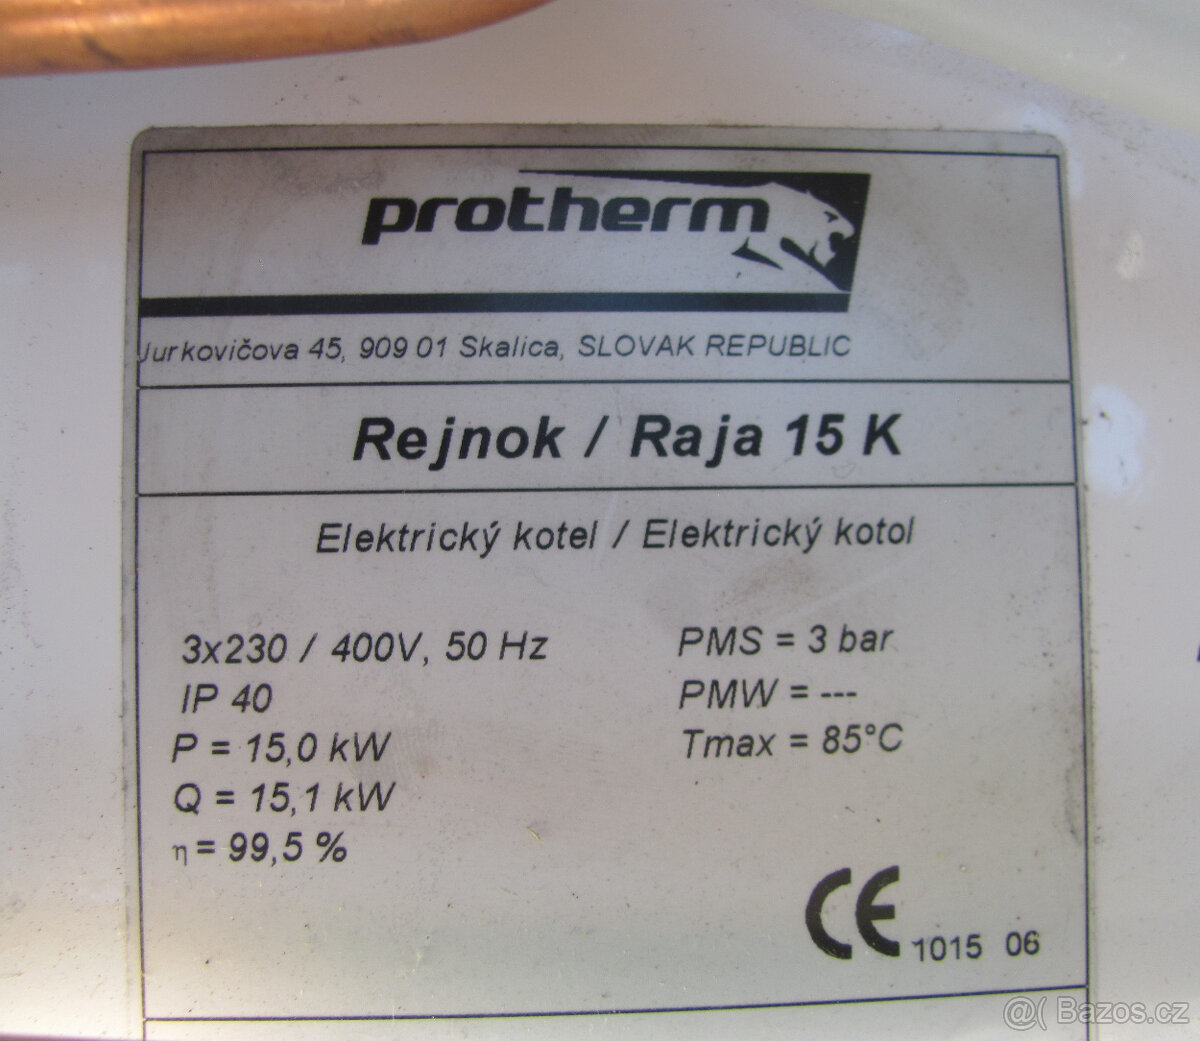 protherm
Jurkovičova 45, 909 01 Skalica, SLOVAK REPUBLIC
Rejnok / Raja 15 K
Elektrický kotel / Elektrický kotol
3x230 / 400V, 50 Hz
IP 40
P = 15,0 kW
Q = 15,1 kW
η = 99,5 %
PMS = 3 bar
PMW = ---
Tmax = 85°C
CE 1015 06
@( Bazos.cz